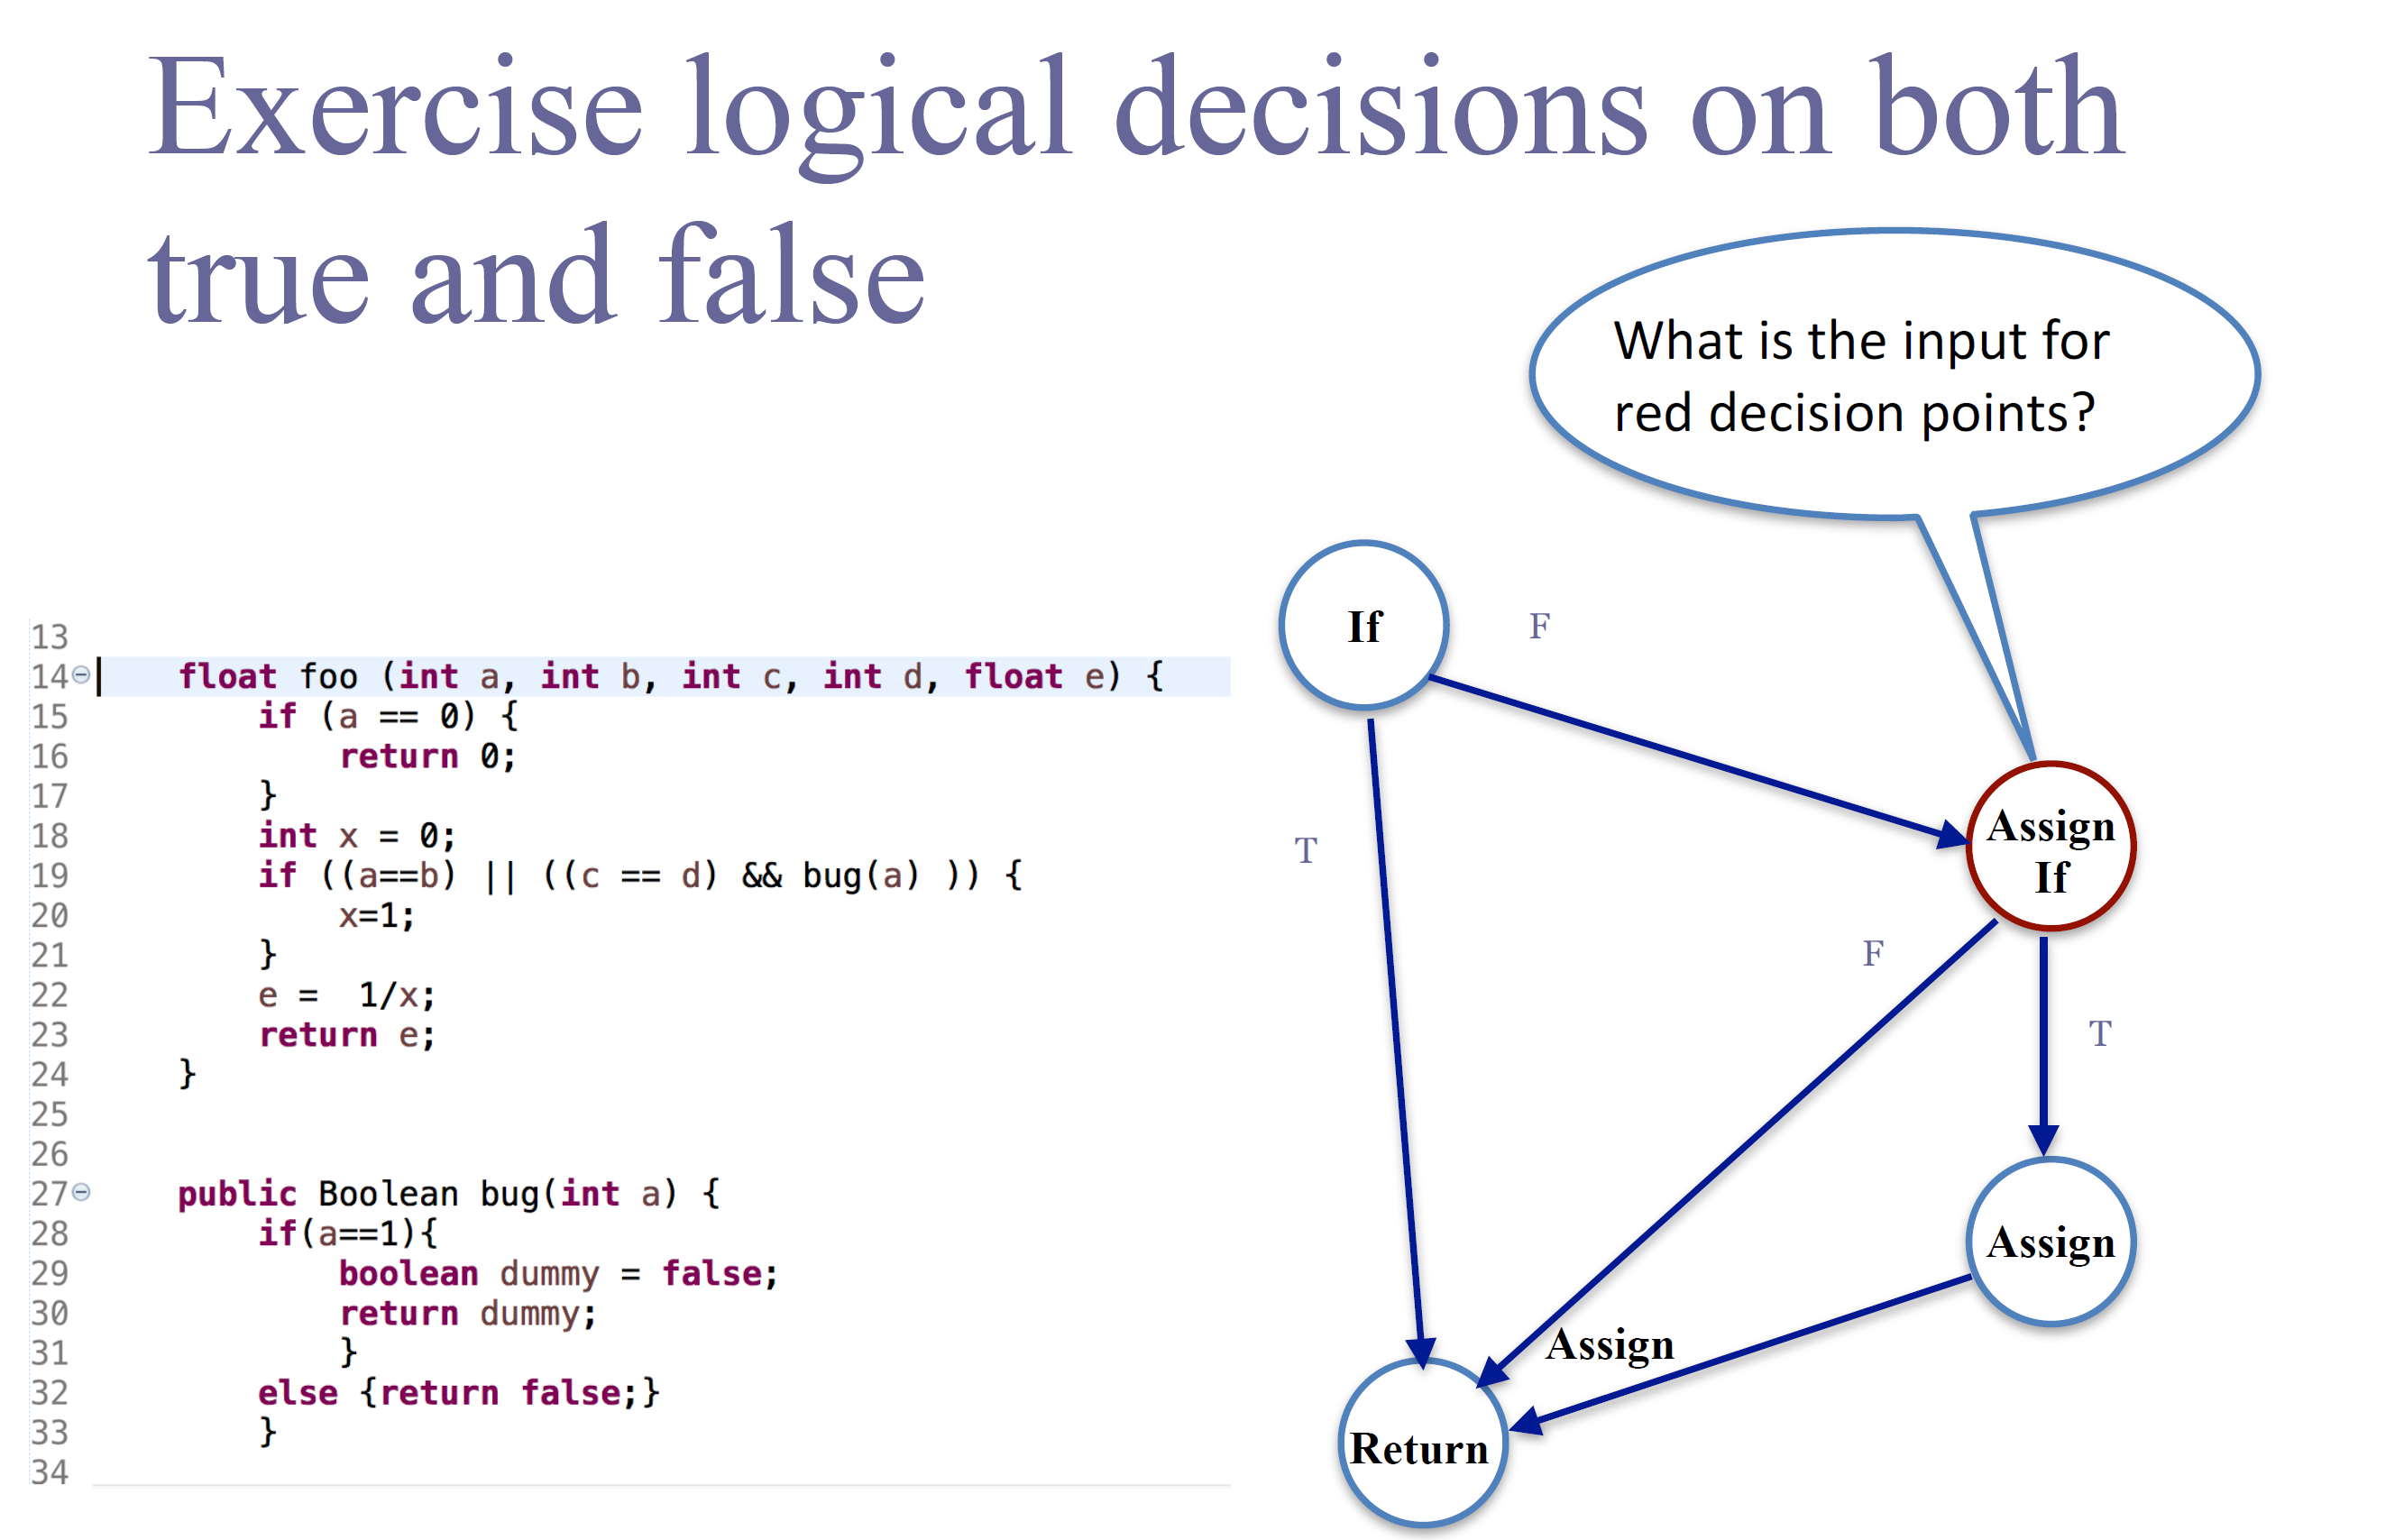 Exercise logical decisions on both
true and false
What is the input for
red decision points?
13
14 float foo (int a, int b, int c, int d, float e) {
15 if (a == 0) {
16 return 0;
17 }
18 int x = 0;
19 if ((a==b) || ((c == d) && bug(a) )) {
20 x=1;
21 }
22 e =  1/x;
23 return e;
24 }
25
26
27 public Boolean bug(int a) {
28 if(a==1){
29 boolean dummy = false;
30 return dummy;
31 }
32 else {return false;}
33 }
34
If
F
T
Assign
If
F
T
Assign
Assign
Return